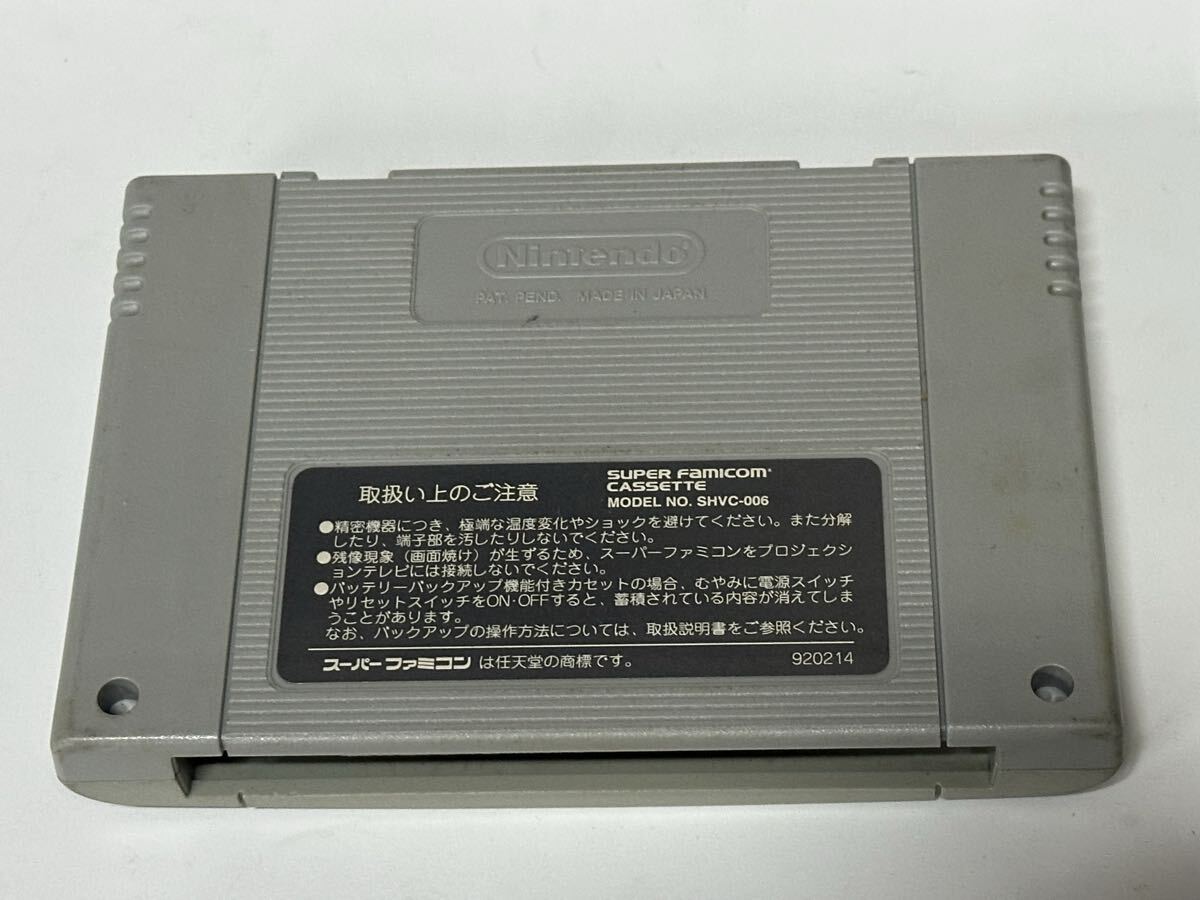 Nintendo
PAT. PEND. MADE IN JAPAN
取扱い上のご注意
SUPER FAMICOM
CASSETTE
MODEL NO. SHVC-006
●精密機器につき、極端な温度変化やショックを避けてください。また分解
したり、端子部を汚したりしないでください。
●残像現象(画面焼け)が生ずるため、スーパーファミコンをプロジェクシ
ョンテレビには接続しないでください。
●バッテリーバックアップ機能付きカセットの場合、むやみに電源スイッチ
やリセットスイッチをON・OFFすると、蓄積されている内容が消えてしま
うことがあります。
なお、バックアップの操作方法については、取扱説明書をご参照ください。
スーパーファミコン は任天堂の商標です。
920214